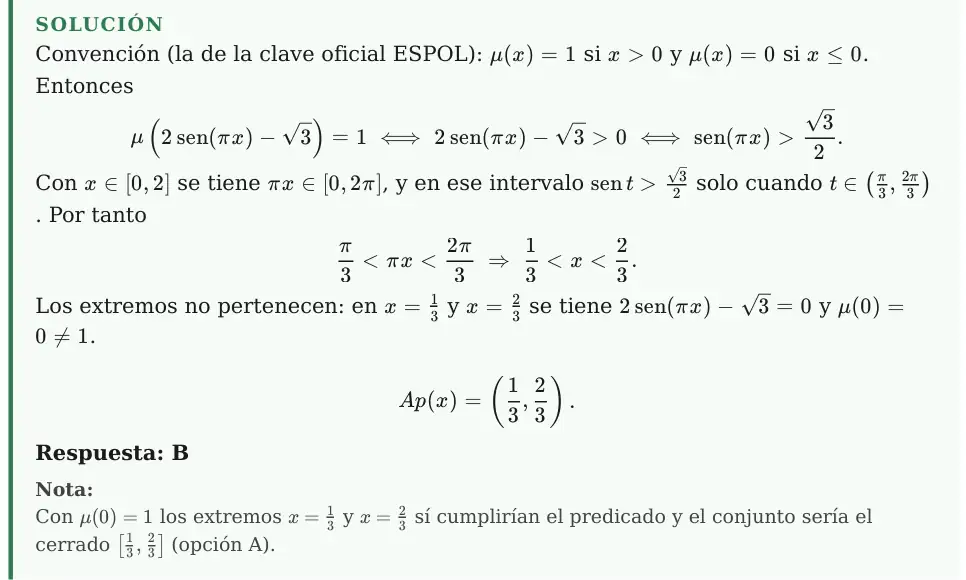 SOLUCIÓN
Convención (la de la clave oficial ESPOL): μ(x) = 1 si x > 0 y μ(x) = 0 si x ≤ 0.
Entonces
μ(2 sen(πx) − √3) = 1 ⟺ 2 sen(πx) − √3 > 0 ⟺ sen(πx) > √3/2.
Con x ∈ [0, 2] se tiene πx ∈ [0, 2π], y en ese intervalo sen t > √3/2 solo cuando t ∈ (π/3, 2π/3)
. Por tanto
π/3 < πx < 2π/3 ⇒ 1/3 < x < 2/3.
Los extremos no pertenecen: en x = 1/3 y x = 2/3 se tiene 2 sen(πx) − √3 = 0 y μ(0) =
0 ≠ 1.
Ap(x) = (1/3, 2/3).
Respuesta: B
Nota:
Con μ(0) = 1 los extremos x = 1/3 y x = 2/3 sí cumplirían el predicado y el conjunto sería el
cerrado [1/3, 2/3] (opción A).